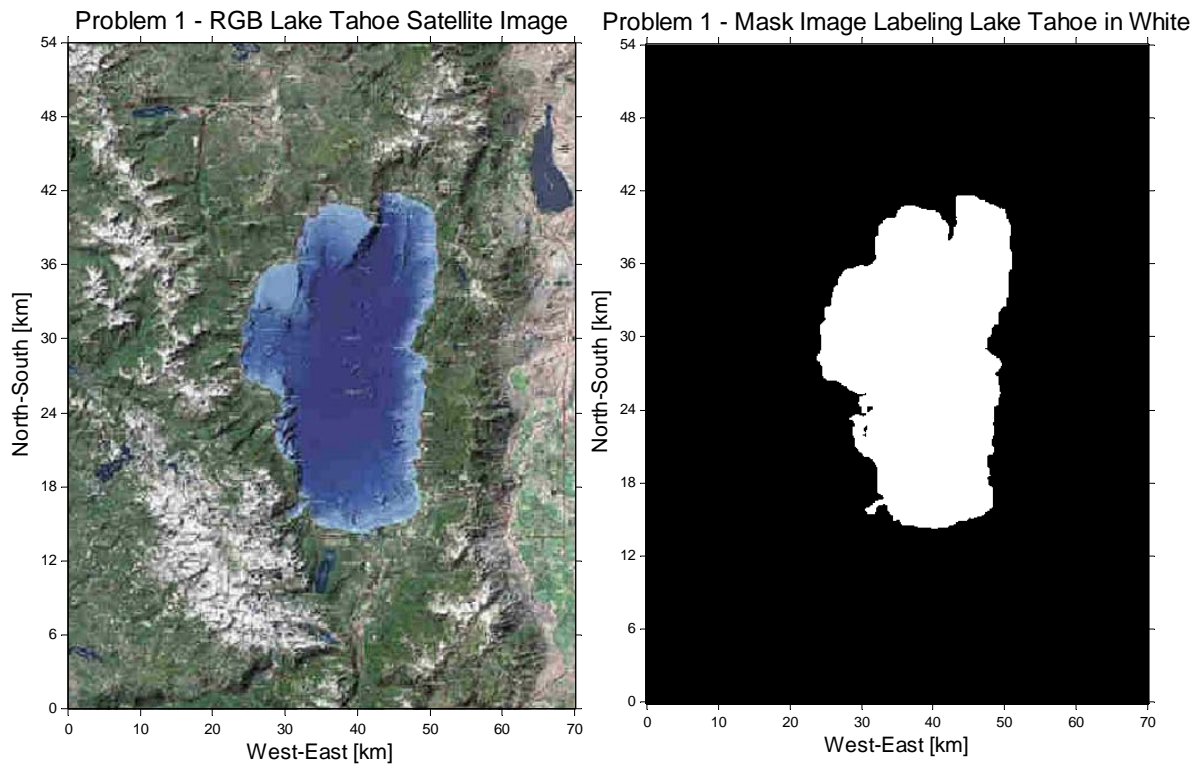 Problem 1 - RGB Lake Tahoe Satellite Image
54
48
42
36
30
24
18
12
6
0
North-South [km]
0 10 20 30 40 50 60 70
West-East [km]
Problem 1 - Mask Image Labeling Lake Tahoe in White
54
48
42
36
30
24
18
12
6
0
North-South [km]
0 10 20 30 40 50 60 70
West-East [km]